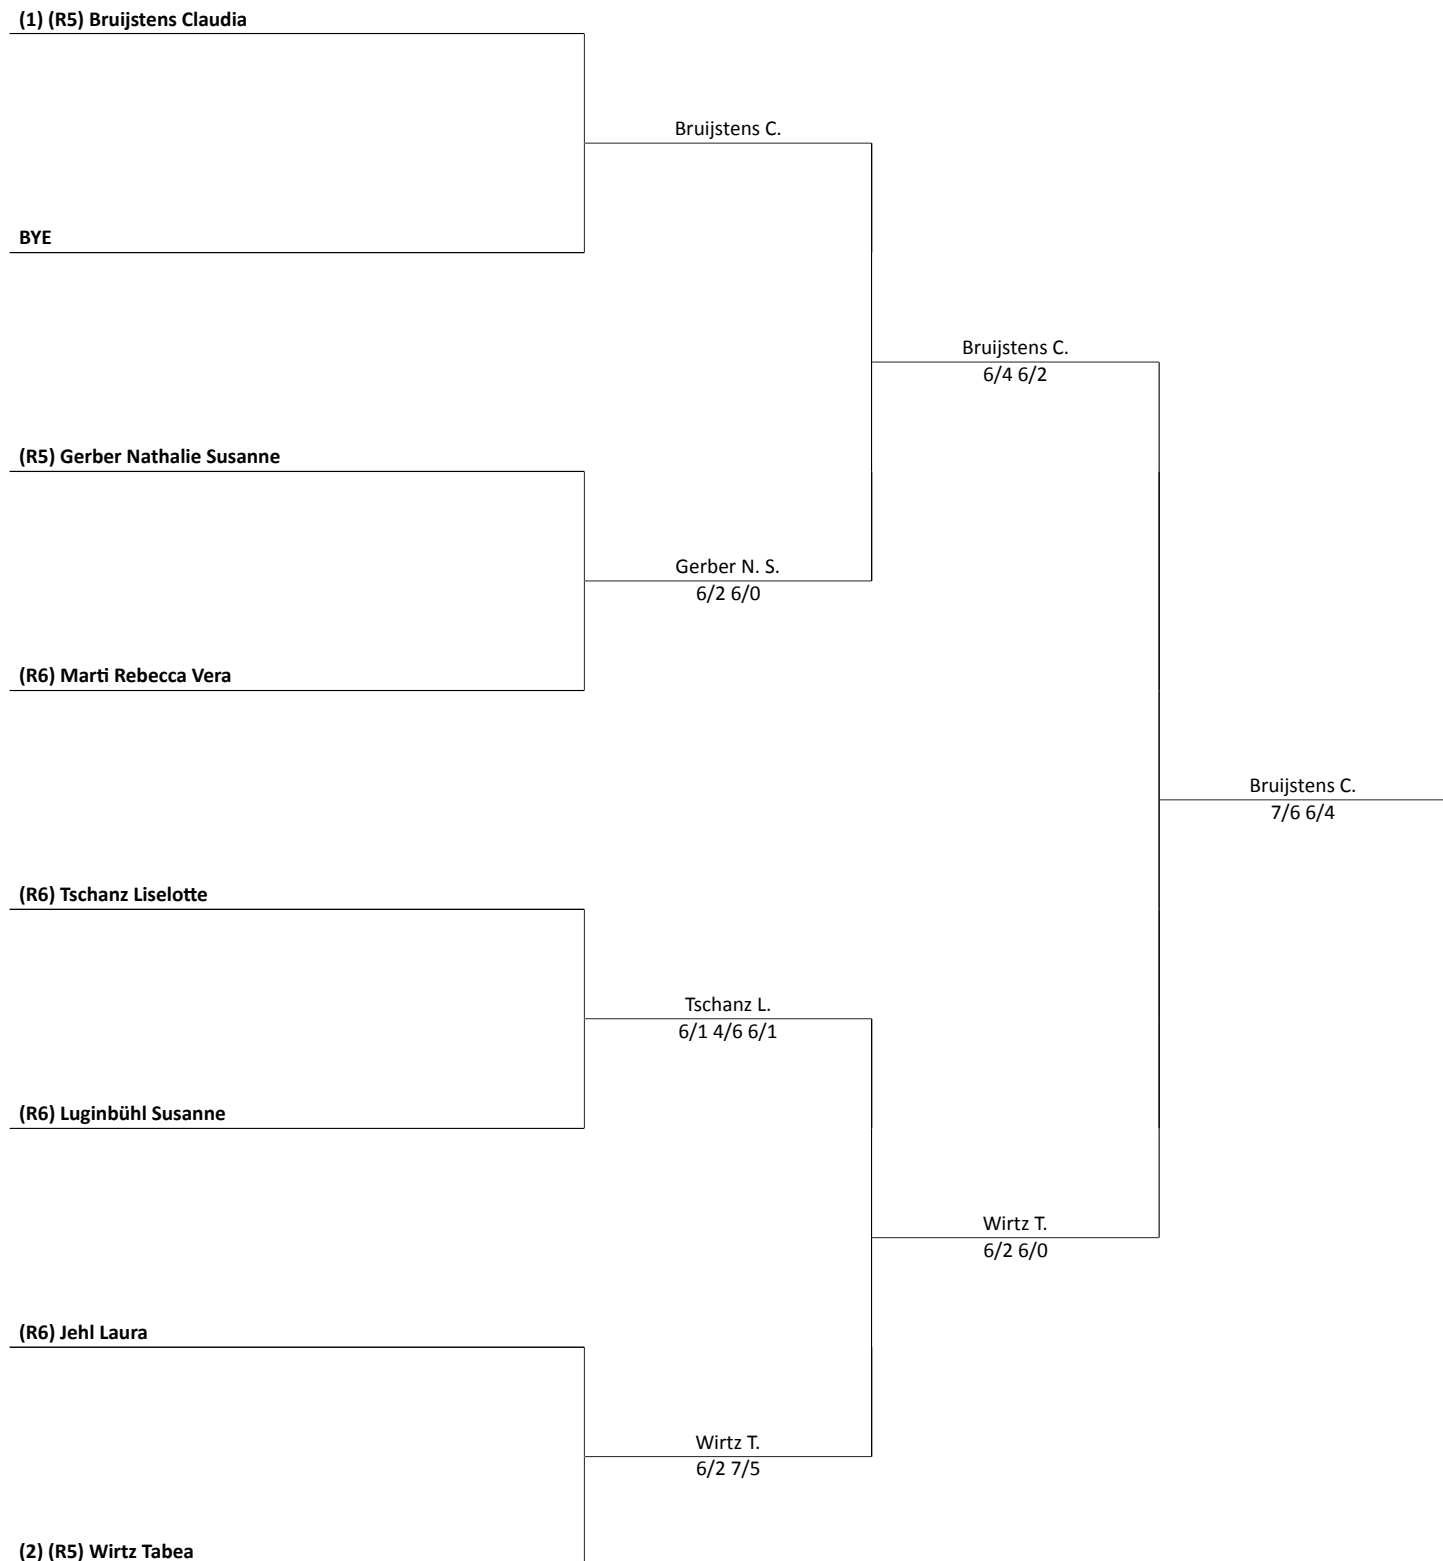 (1) (R5) Bruijstens Claudia
Bruijstens C.
BYE
Bruijstens C.
6/4 6/2
(R5) Gerber Nathalie Susanne
Gerber N. S.
6/2 6/0
(R6) Marti Rebecca Vera
Bruijstens C.
7/6 6/4
(R6) Tschanz Liselotte
Tschanz L.
6/1 4/6 6/1
(R6) Luginbühl Susanne
Wirtz T.
6/2 6/0
(R6) Jehl Laura
Wirtz T.
6/2 7/5
(2) (R5) Wirtz Tabea